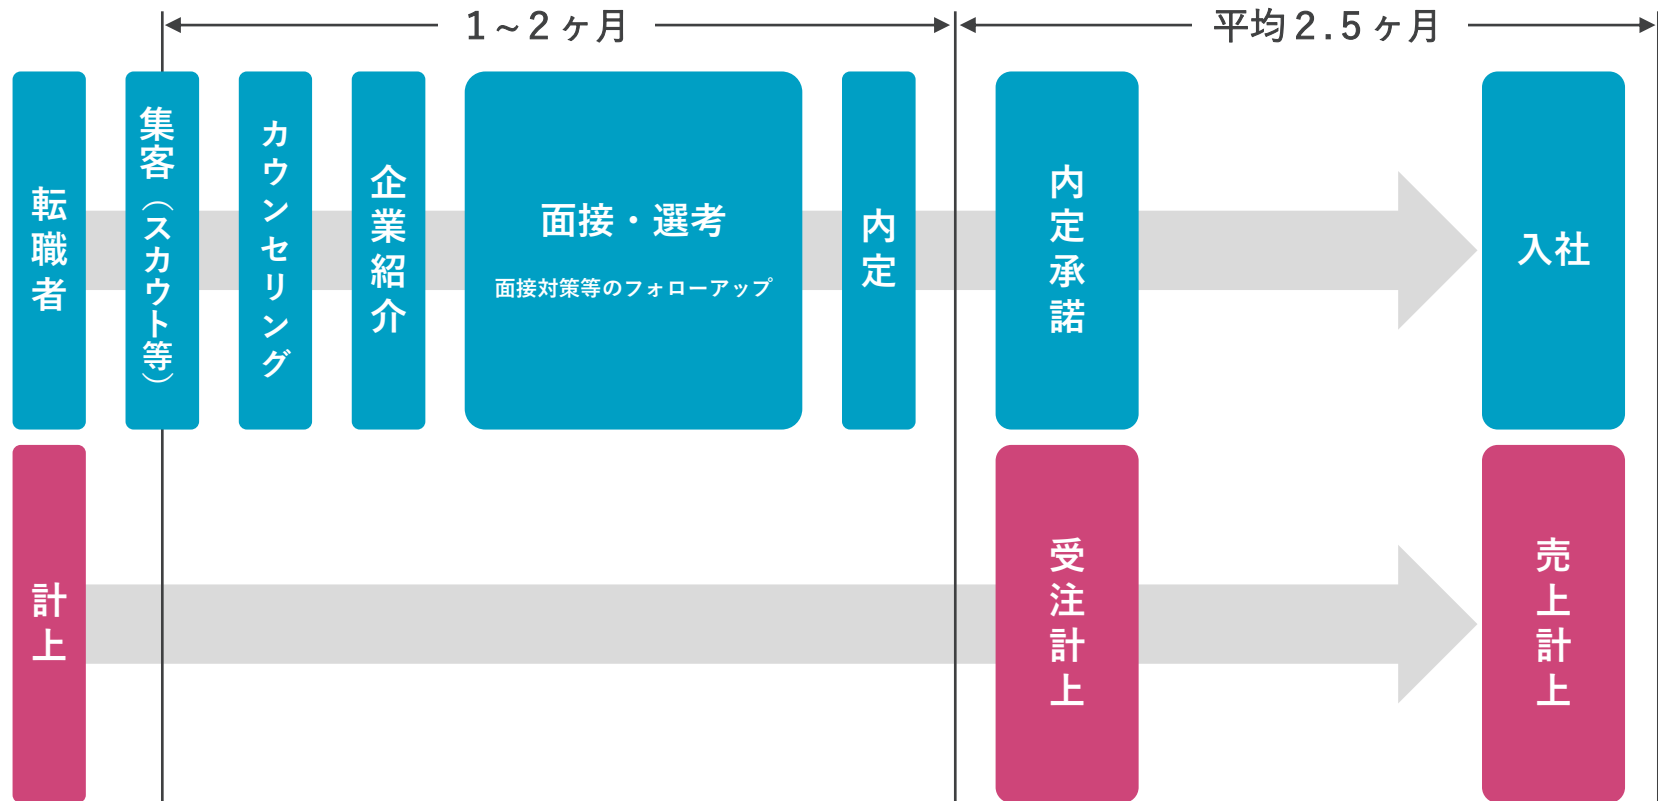 1～2ヶ月
平均2.5ヶ月
転職者
集客（スカウト等）
カウンセリング
企業紹介
面接・選考
面接対策等のフォローアップ
内定
内定承諾
入社
計上
受注計上
売上計上